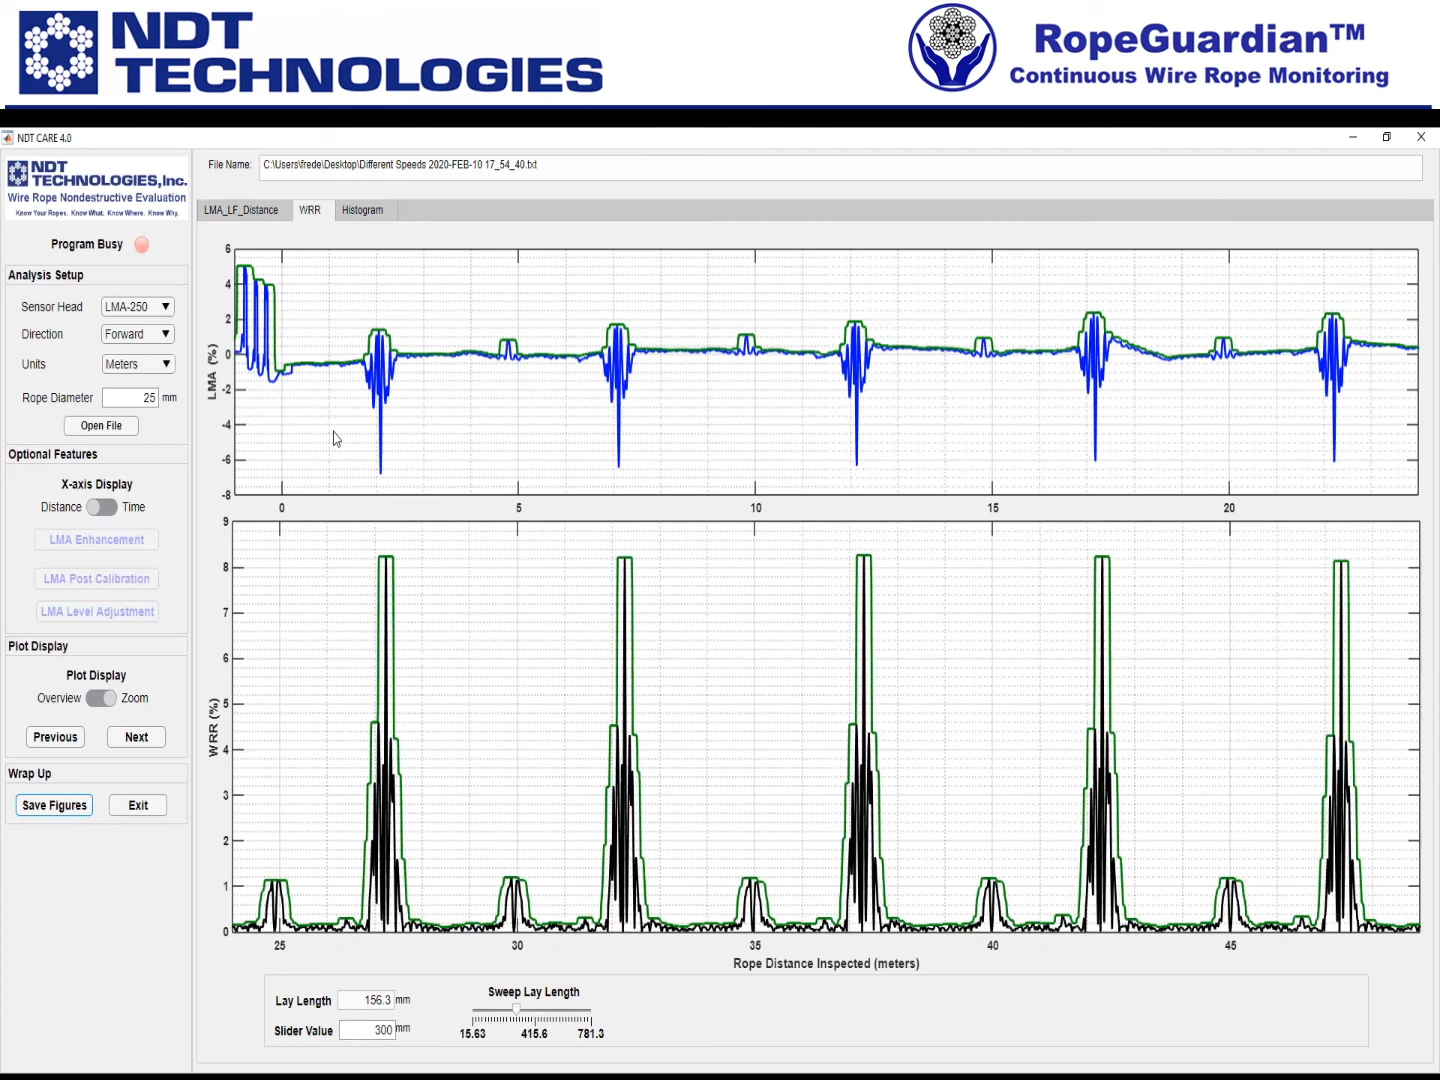 NDT
TECHNOLOGIES
RopeGuardian™
Continuous Wire Rope Monitoring
NDT CARE 4.0
NDT
TECHNOLOGIES,Inc.
Wire Rope Nondestructive Evaluation
Know Your Ropes. Know What. Know Where. Know Why.
File Name: C:\Users\frede\Desktop\Different Speeds 2020-FEB-10 17_54_40.txt
LMA_LF_Distance WRR Histogram
Program Busy
Analysis Setup
Sensor Head LMA-250
Direction Forward
Units Meters
Rope Diameter 25 mm
Open File
Optional Features
X-axis Display
Distance Time
LMA Enhancement
LMA Post Calibration
LMA Level Adjustment
Plot Display
Plot Display
Overview Zoom
Previous Next
Wrap Up
Save Figures Exit
LMA (%)
6
4
2
0
-2
-4
-6
-8
0 5 10 15 20
WRR (%)
9
8
7
6
5
4
3
2
1
0
25 30 35 40 45
Rope Distance Inspected (meters)
Lay Length 156.3 mm
Slider Value 300 mm
Sweep Lay Length
15.63 415.6 781.3